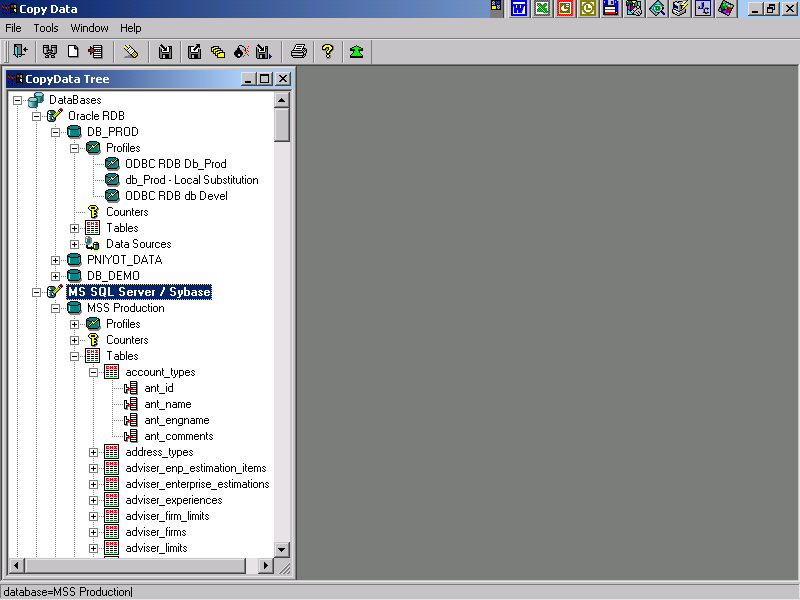 Copy Data
File Tools Window Help
CopyData Tree
DataBases
Oracle RDB
DB_PROD
Profiles
ODBC RDB Db_Prod
db_Prod - Local Substitution
ODBC RDB db Devel
Counters
Tables
Data Sources
PNIYOT_DATA
DB_DEMO
MS SQL Server / Sybase
MSS Production
Profiles
Counters
Tables
account_types
ant_id
ant_name
ant_engname
ant_comments
address_types
adviser_enp_estimation_items
adviser_enterprise_estimations
adviser_experiences
adviser_firm_limits
adviser_firms
adviser_limits
database=MSS Production